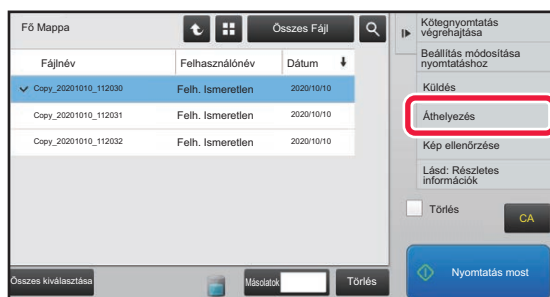 Fő Mappa
Összes Fájl
Fájlnév Felhasználónév Dátum
Copy_20201010_112030 Felh. Ismeretlen 2020/10/10
Copy_20201010_112031 Felh. Ismeretlen 2020/10/10
Copy_20201010_112032 Felh. Ismeretlen 2020/10/10
Összes kiválasztása
Másolatok
Törlés
Kötegnyomtatás
végrehajtása
Beállítás módosítása
nyomtatáshoz
Küldés
Áthelyezés
Kép ellenőrzése
Lásd: Részletes
információk
Törlés
CA
Nyomtatás most